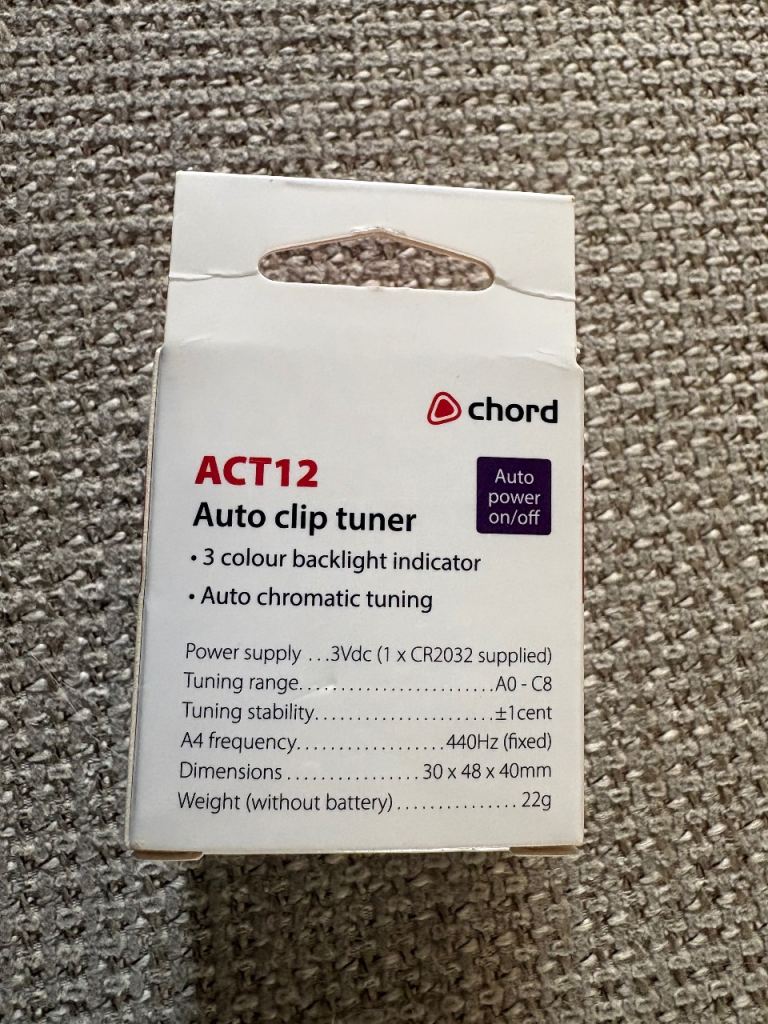 chord
ACT12
Auto clip tuner
Auto
power
on/off
• 3 colour backlight indicator
• Auto chromatic tuning
Power supply ...3Vdc (1 x CR2032 supplied)
Tuning range.........................A0 - C8
Tuning stability.......................±1cent
A4 frequency..................440Hz (fixed)
Dimensions ................ 30 x 48 x 40mm
Weight (without battery)............... 22g